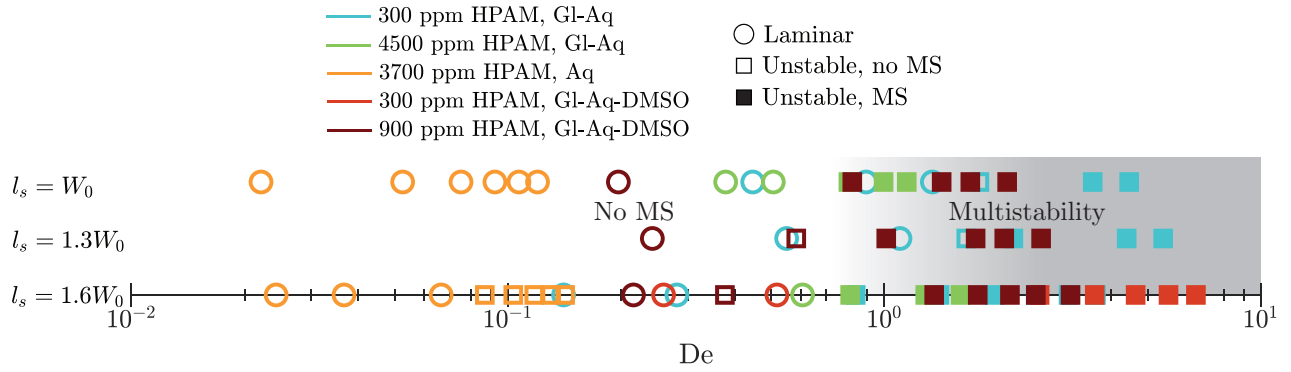 300 ppm HPAM, Gl-Aq
4500 ppm HPAM, Gl-Aq
3700 ppm HPAM, Aq
300 ppm HPAM, Gl-Aq-DMSO
900 ppm HPAM, Gl-Aq-DMSO
Laminar
Unstable, no MS
Unstable, MS
l_s = W_0
No MS
Multistability
l_s = 1.3W_0
l_s = 1.6W_0
10^{-2}
10^{-1}
10^0
10^1
De